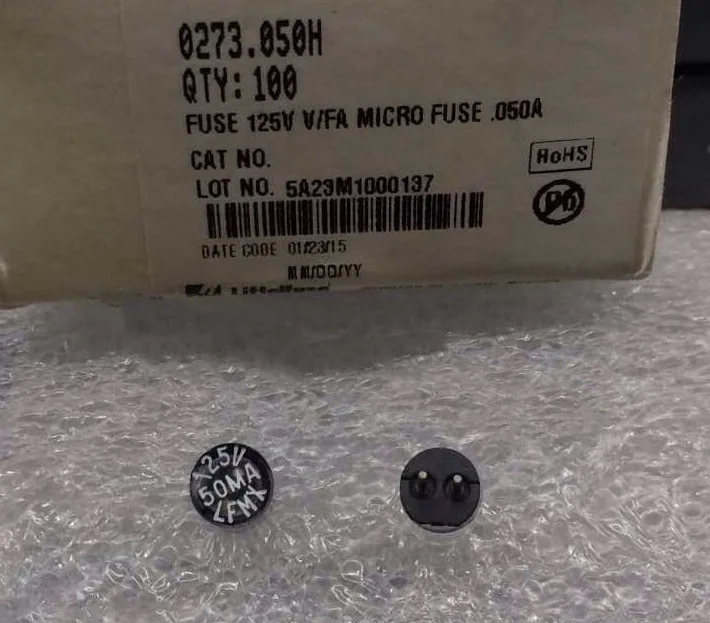 0273.050H
QTY: 100
FUSE 125V V/FA MICRO FUSE .050A
CAT NO.
RoHS
LOT NO. 5A23M1000137
Pb
DATE CODE 01/23/15
MM/DD/YY
Littelfuse
125V
50MA
LFMX